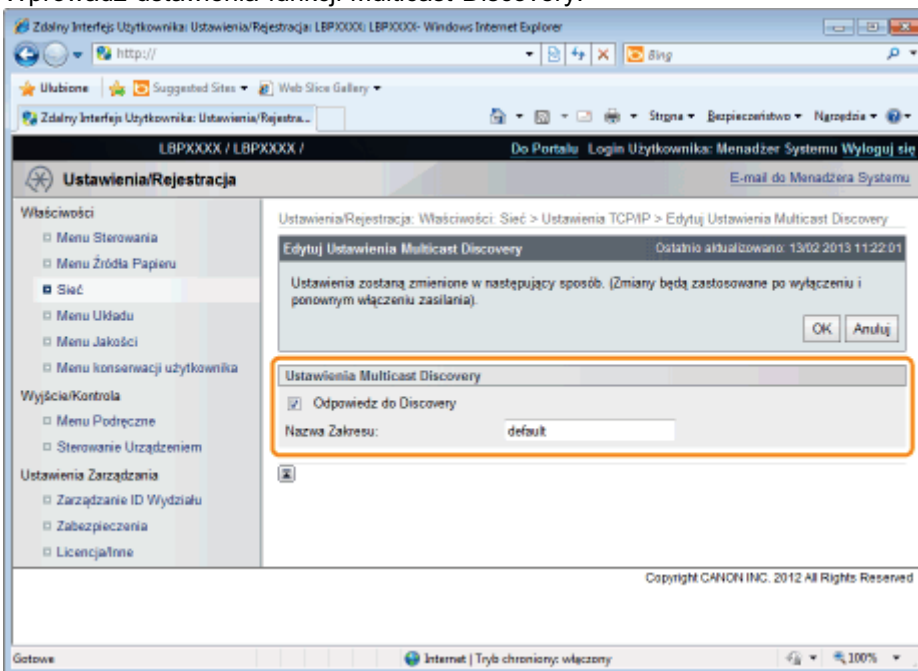 Wprowadź ustawienia funkcji Multicast Discovery.
Zdalny Interfejs Użytkownika: Ustawienia/Rejestracja: LBPXXXX: LBPXXXX- Windows Internet Explorer
http://
Bing
Ulubione Suggested Sites Web Slice Gallery
Zdalny Interfejs Użytkownika: Ustawienia/Rejestra...
Strona Bezpieczeństwo Narzędzia
LBPXXXX / LBPXXXX /
Do Portalu Login Użytkownika: Menadżer Systemu Wyloguj się
Ustawienia/Rejestracja
E-mail do Menadżera Systemu
Właściwości
Menu Sterowania
Menu Źródła Papieru
Sieć
Menu Układu
Menu Jakości
Menu konserwacji użytkownika
Wyjście/Kontrola
Menu Podręczne
Sterowanie Urządzeniem
Ustawienia Zarządzania
Zarządzanie ID Wydziału
Zabezpieczenia
Licencja/Inne
Ustawienia/Rejestracja: Właściwości: Sieć > Ustawienia TCP/IP > Edytuj Ustawienia Multicast Discovery
Edytuj Ustawienia Multicast Discovery
Ostatnio aktualizowano: 13/02 2013 11:22:01
Ustawienia zostaną zmienione w następujący sposób. (Zmiany będą zastosowane po wyłączeniu i
ponownym włączeniu zasilania).
OK Anuluj
Ustawienia Multicast Discovery
Odpowiedz do Discovery
Nazwa Zakresu: default
Copyright CANON INC. 2012 All Rights Reserved
Gotowe
Internet | Tryb chroniony: włączony
100%